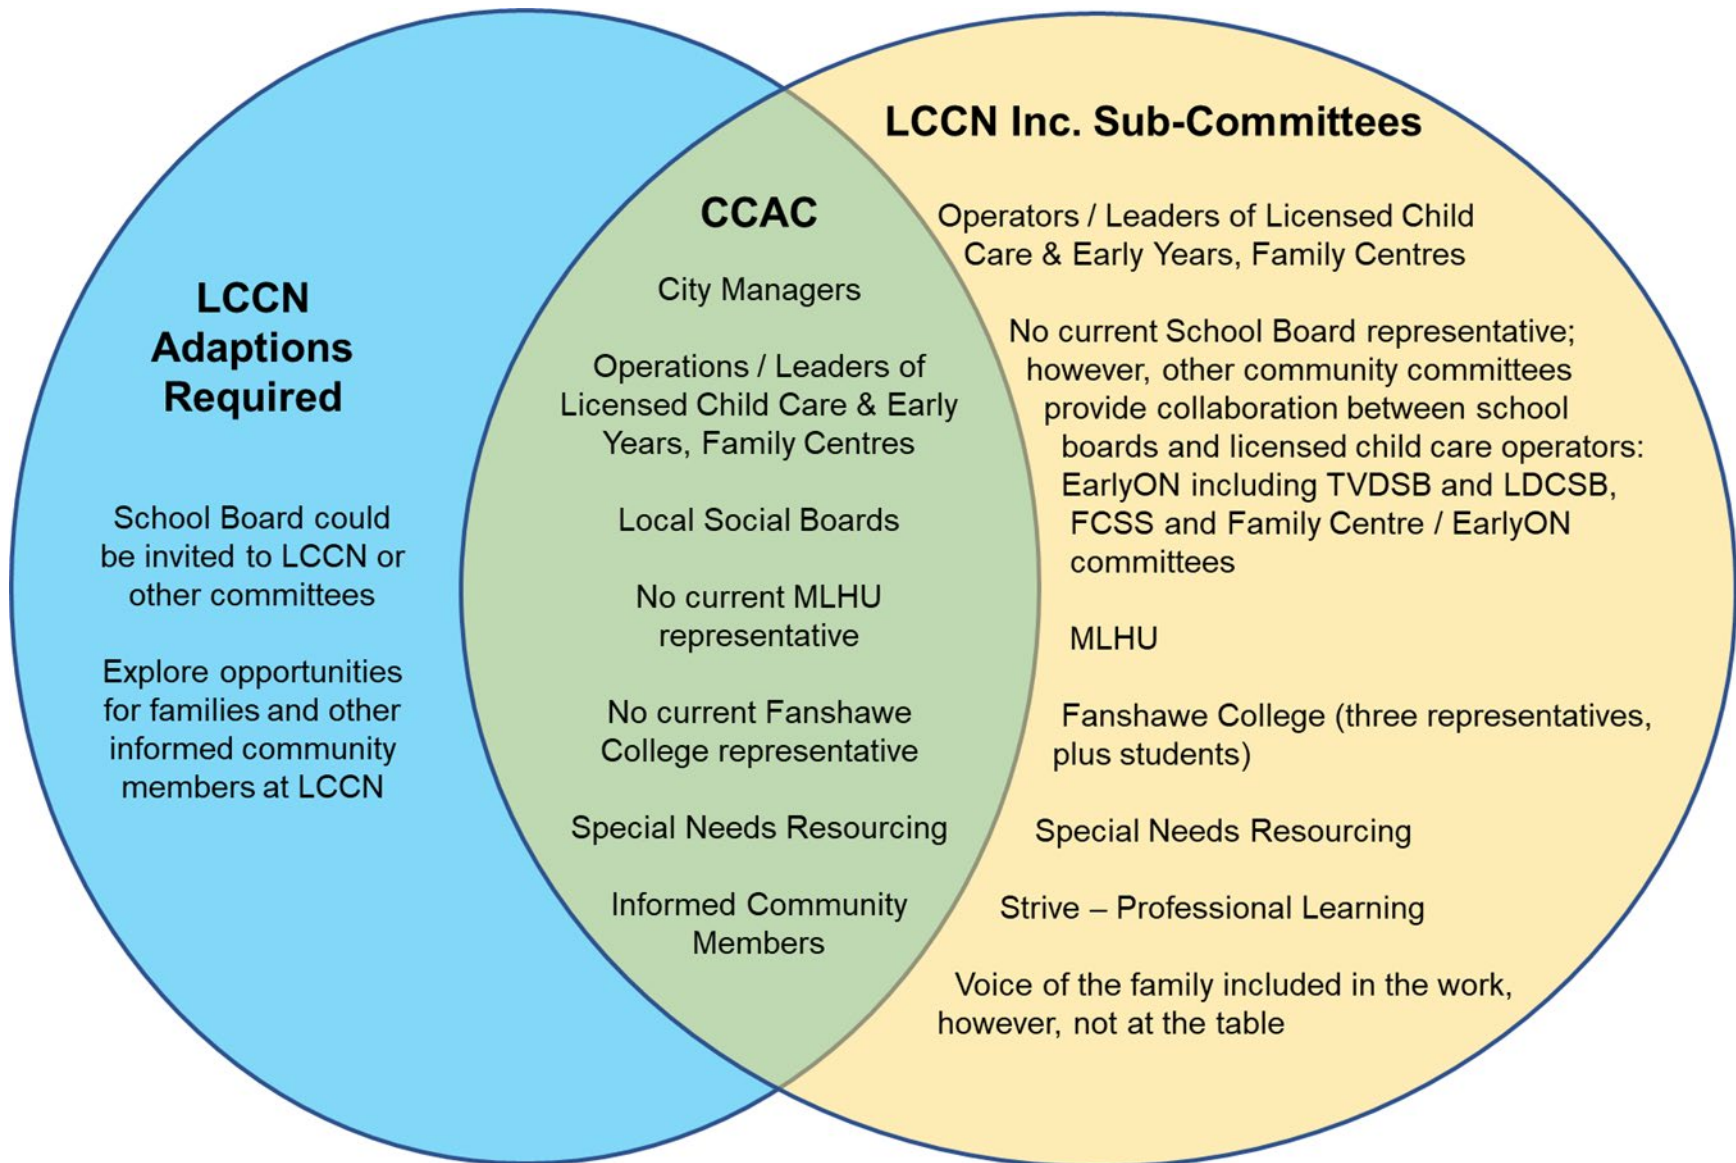 LCCN
Adaptions
Required
School Board could
be invited to LCCN or
other committees
Explore opportunities
for families and other
informed community
members at LCCN
CCAC
City Managers
Operations / Leaders of
Licensed Child Care & Early
Years, Family Centres
Local Social Boards
No current MLHU
representative
No current Fanshawe
College representative
Special Needs Resourcing
Informed Community
Members
LCCN Inc. Sub-Committees
Operators / Leaders of Licensed Child
Care & Early Years, Family Centres
No current School Board representative;
however, other community committees
provide collaboration between school
boards and licensed child care operators:
EarlyON including TVDSB and LDCSB,
FCSS and Family Centre / EarlyON
committees
MLHU
Fanshawe College (three representatives,
plus students)
Special Needs Resourcing
Strive – Professional Learning
Voice of the family included in the work,
however, not at the table